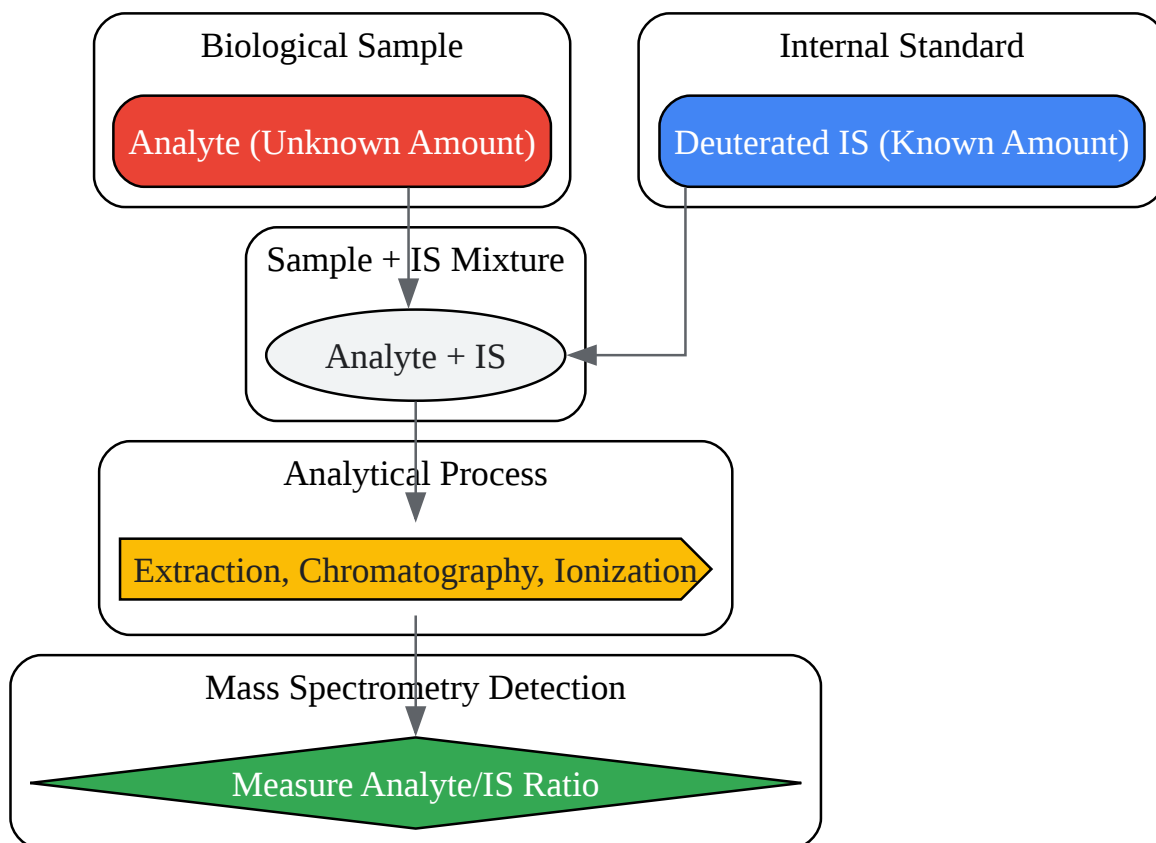 Biological Sample
Internal Standard
Analyte (Unknown Amount)
Deuterated IS (Known Amount)
Sample + IS Mixture
Analyte + IS
Analytical Process
Extraction, Chromatography, Ionization
Mass Spectrometry Detection
Measure Analyte/IS Ratio